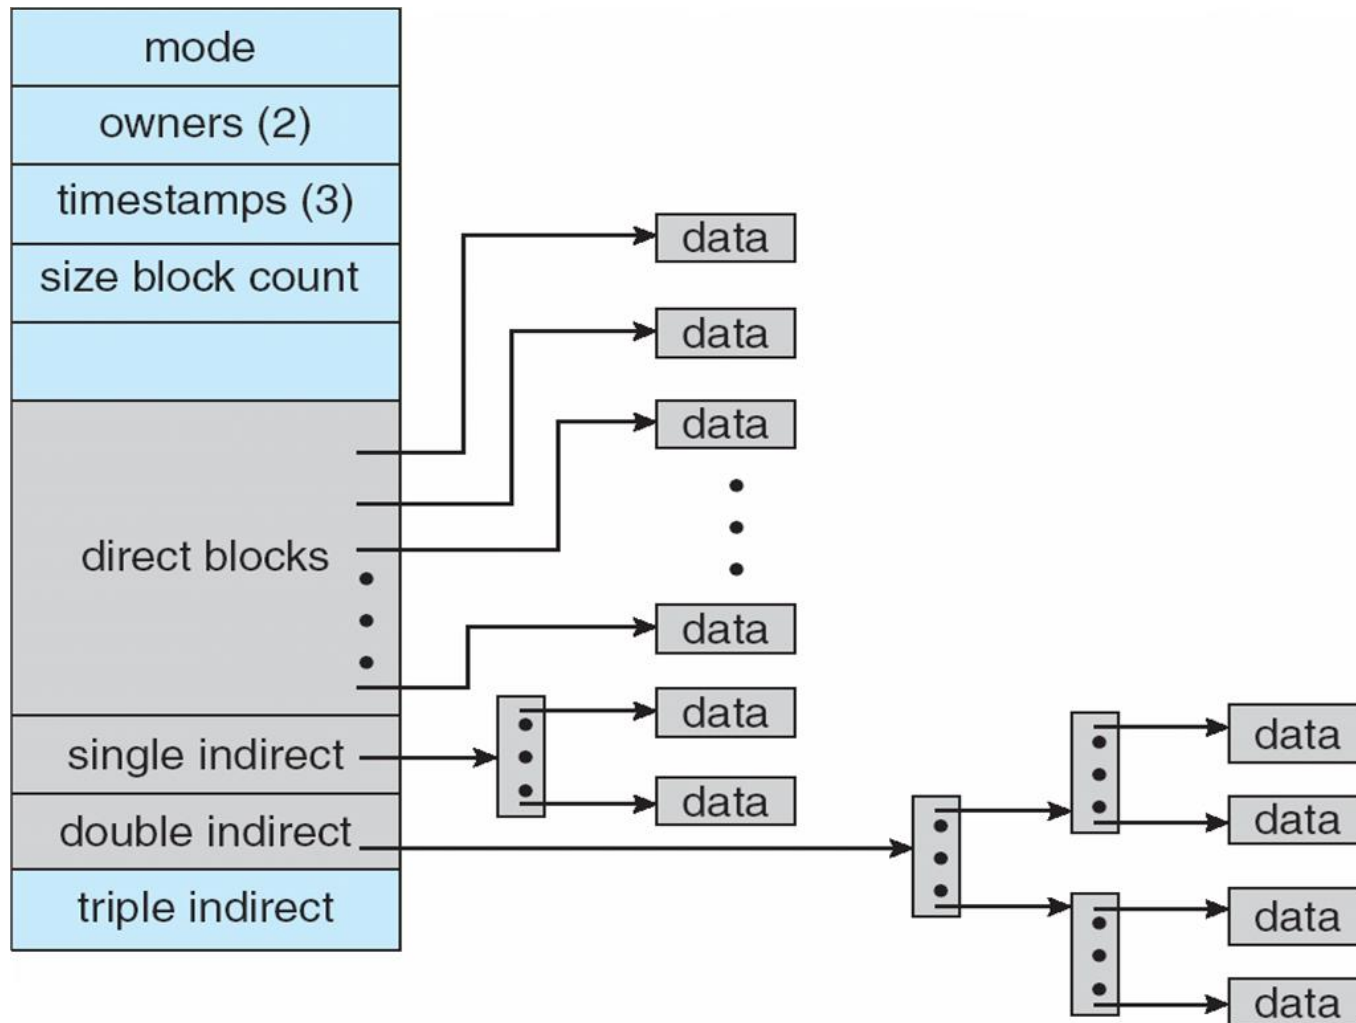 mode
owners (2)
timestamps (3)
size block count
direct blocks
single indirect
double indirect
triple indirect
data
data
data
data
data
data
data
data
data
data